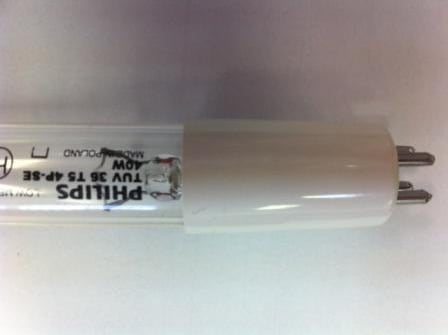 PHILIPS
TUV 36 T5 4P-SE
40W
MADE IN POLAND